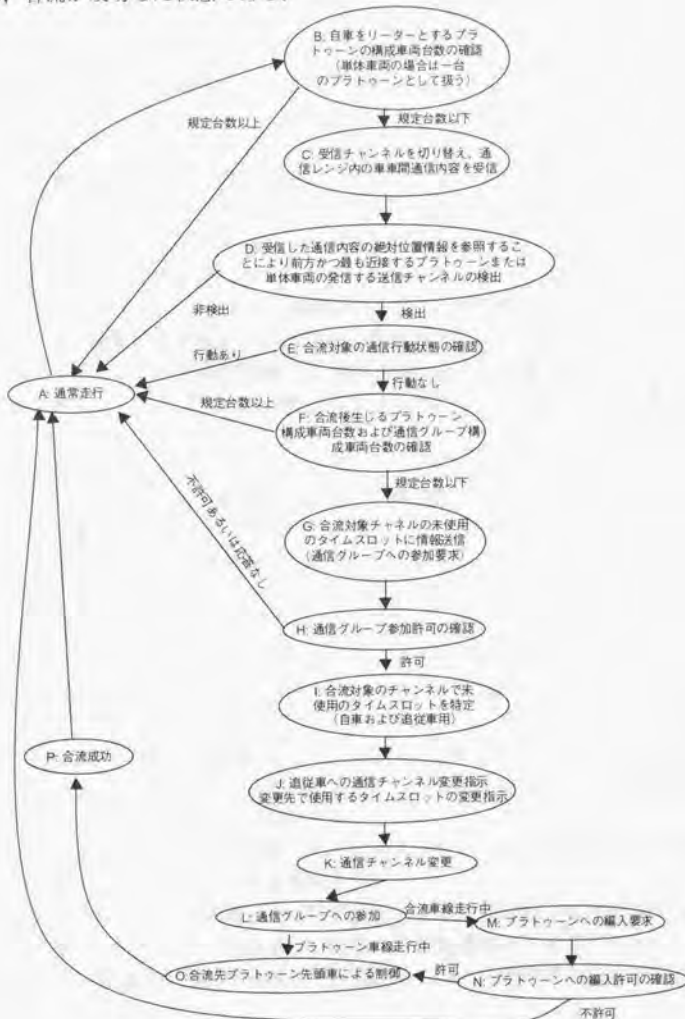 B: 自車をリーダーとするプラ
トゥーンの構成車両台数の確認
(単体車両の場合は一台
のプラトゥーンとして扱う)
規定台数以上
規定台数以下
C: 受信チャンネルを切り替え、通
信レンジ内の車車間通信内容を受信
D: 受信した通信内容の絶対位置情報を参照するこ
とにより前方かつ最も近接するプラトゥーンまたは
単体車両の発信する送信チャンネルの検出
非検出
検出
E: 合流対象の通信行動状態の確認
行動あり
行動なし
A: 通常走行
規定台数以上
F: 合流後生じるプラトゥーン
構成車両台数および通信グループ構
成車両台数の確認
規定台数以下
不許可あるいは応答なし
G: 合流対象チャネルの未使用
のタイムスロットに情報送信
(通信グループへの参加要求)
H: 通信グループ参加許可の確認
許可
I: 合流対象のチャンネルで未
使用のタイムスロットを特定
(自車および追従車用)
P: 合流成功
J: 追従車への通信チャンネル変更指示
変更先で使用するタイムスロットの変更指示
K: 通信チャンネル変更
L: 通信グループへの参加
合流車線走行中
M: プラトゥーンへの編入要求
プラトゥーン車線走行中
O: 合流先プラトゥーン先頭車による制御
許可
N: プラトゥーンへの編入許可の確認
不許可